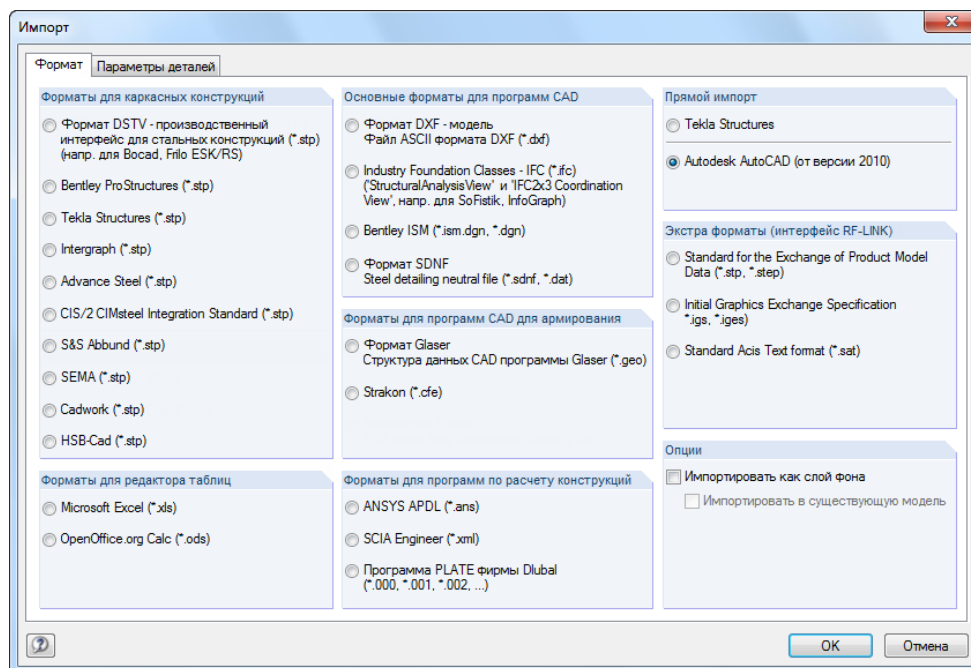 Импорт
Формат
Параметры деталей
Форматы для каркасных конструкций
Формат DSTV - производственный
интерфейс для стальных конструкций (*.stp)
(напр. для Bocad, Frilo ESK/RS)
Bentley ProStructures (*.stp)
Tekla Structures (*.stp)
Intergraph (*.stp)
Advance Steel (*.stp)
CIS/2 CIMsteel Integration Standard (*.stp)
S&S Abbund (*.stp)
SEMA (*.stp)
Cadwork (*.stp)
HSB-Cad (*.stp)
Форматы для редактора таблиц
Microsoft Excel (*.xls)
OpenOffice.org Calc (*.ods)
Основные форматы для программ CAD
Формат DXF - модель
Файл ASCII формата DXF (*.dxf)
Industry Foundation Classes - IFC (*.ifc)
('StructuralAnalysisView' и 'IFC2x3 Coordination
View', напр. для SoFistik, InfoGraph)
Bentley ISM (*.ism.dgn, *.dgn)
Формат SDNF
Steel detailing neutral file (*.sdnf, *.dat)
Форматы для программ CAD для армирования
Формат Glaser
Структура данных CAD программы Glaser (*.geo)
Strakon (*.cfe)
Форматы для программ по расчету конструкций
ANSYS APDL (*.ans)
SCIA Engineer (*.xml)
Программа PLATE фирмы Dlubal
(*.000, *.001, *.002, ...)
Прямой импорт
Tekla Structures
Autodesk AutoCAD (от версии 2010)
Экстра форматы (интерфейс RF-LINK)
Standard for the Exchange of Product Model
Data (*.stp, *.step)
Initial Graphics Exchange Specification
*.igs, *.iges)
Standard Acis Text format (*.sat)
Опции
Импортировать как слой фона
Импортировать в существующую модель
OK
Отмена